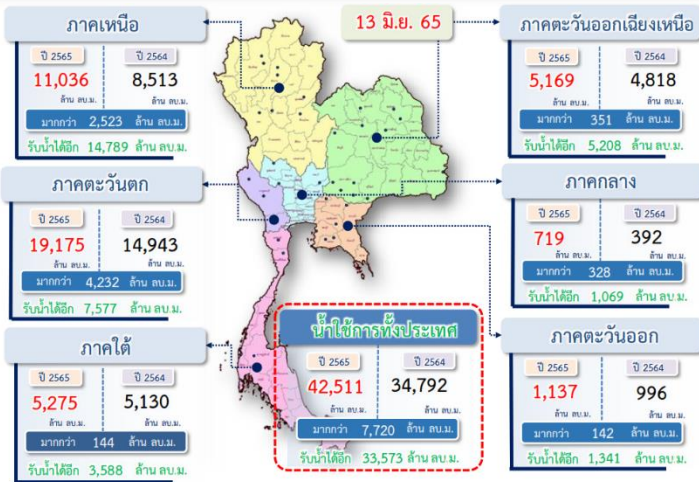 13 มิ.ย. 65
ภาคเหนือ
ปี 2565 ปี 2564
11,036 8,513
ล้าน ลบ.ม. ล้าน ลบ.ม.
มากกว่า 2,523 ล้าน ลบ.ม.
รับน้ำได้อีก 14,789 ล้าน ลบ.ม.
ภาคตะวันออกเฉียงเหนือ
ปี 2565 ปี 2564
5,169 4,818
ล้าน ลบ.ม. ล้าน ลบ.ม.
มากกว่า 351 ล้าน ลบ.ม.
รับน้ำได้อีก 5,208 ล้าน ลบ.ม.
ภาคตะวันตก
ปี 2565 ปี 2564
19,175 14,943
ล้าน ลบ.ม. ล้าน ลบ.ม.
มากกว่า 4,232 ล้าน ลบ.ม.
รับน้ำได้อีก 7,577 ล้าน ลบ.ม.
ภาคกลาง
ปี 2565 ปี 2564
719 392
ล้าน ลบ.ม. ล้าน ลบ.ม.
มากกว่า 328 ล้าน ลบ.ม.
รับน้ำได้อีก 1,069 ล้าน ลบ.ม.
ภาคใต้
ปี 2565 ปี 2564
5,275 5,130
ล้าน ลบ.ม. ล้าน ลบ.ม.
มากกว่า 144 ล้าน ลบ.ม.
รับน้ำได้อีก 3,588 ล้าน ลบ.ม.
น้ำใช้การทั้งประเทศ
ปี 2565 ปี 2564
42,511 34,792
ล้าน ลบ.ม. ล้าน ลบ.ม.
มากกว่า 7,720 ล้าน ลบ.ม.
รับน้ำได้อีก 33,573 ล้าน ลบ.ม.
ภาคตะวันออก
ปี 2565 ปี 2564
1,137 996
ล้าน ลบ.ม. ล้าน ลบ.ม.
มากกว่า 142 ล้าน ลบ.ม.
รับน้ำได้อีก 1,341 ล้าน ลบ.ม.